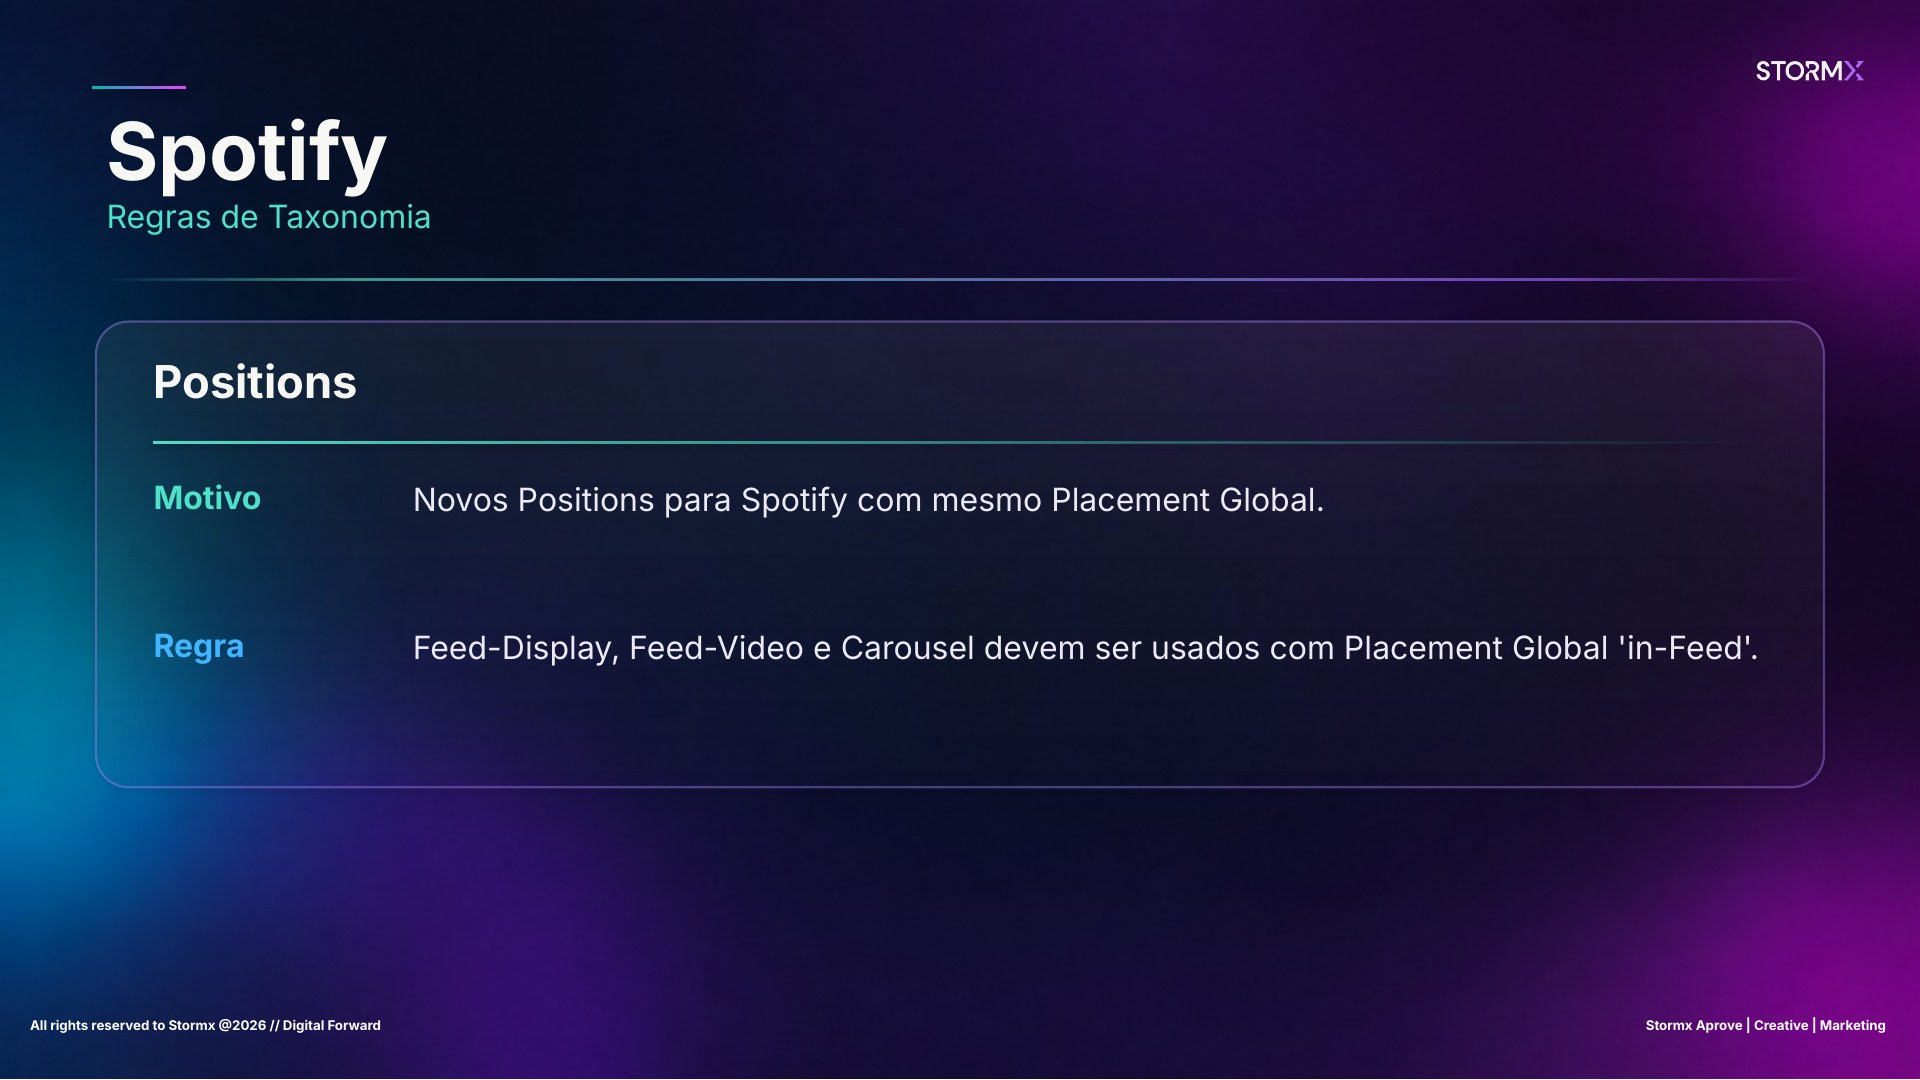 STORMX
Spotify
Regras de Taxonomia
Positions
Motivo
Novos Positions para Spotify com mesmo Placement Global.
Regra
Feed-Display, Feed-Video e Carousel devem ser usados com Placement Global 'in-Feed'.
All rights reserved to Stormx @2026 // Digital Forward
Stormx Aprove | Creative | Marketing